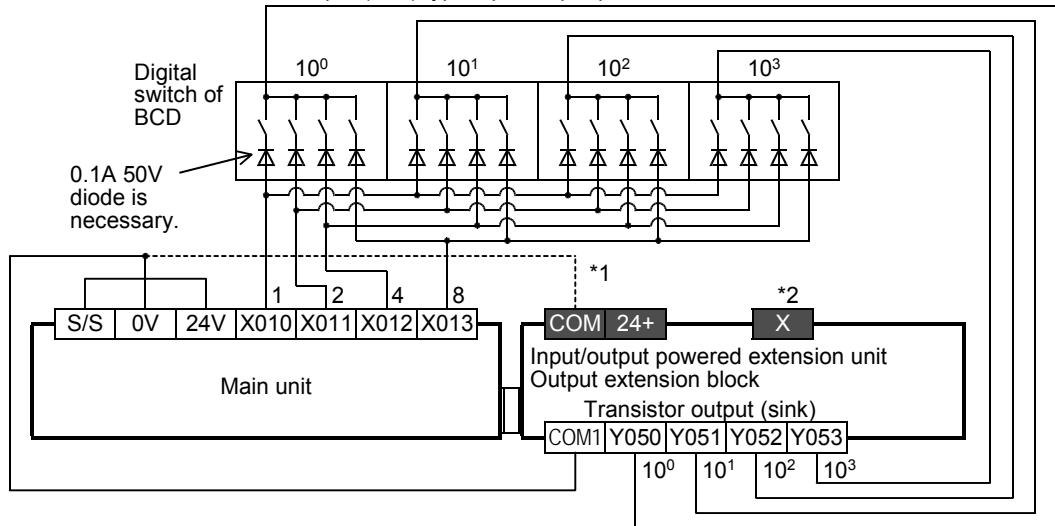 10⁰ 10¹ 10² 10³
Digital
switch of
BCD
0.1A 50V
diode is
necessary.
*1
*2
1 2 4 8
S/S 0V 24V X010 X011 X012 X013
COM 24+ X
Main unit
Input/output powered extension unit
Output extension block
Transistor output (sink)
COM1 Y050 Y051 Y052 Y053
10⁰ 10¹ 10² 10³